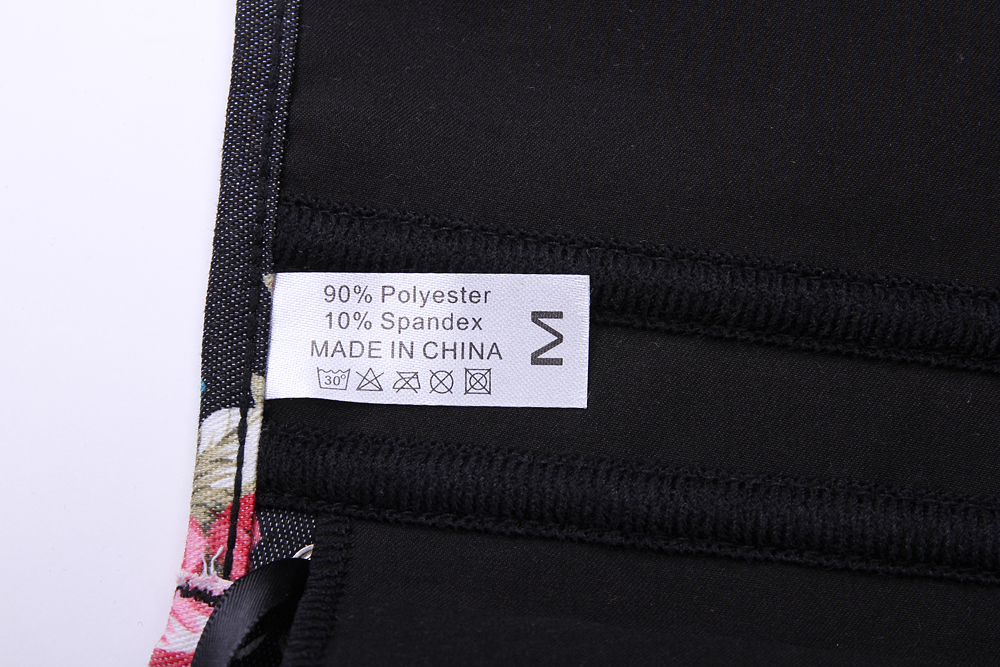 90% Polyester
10% Spandex
MADE IN CHINA
30°
M